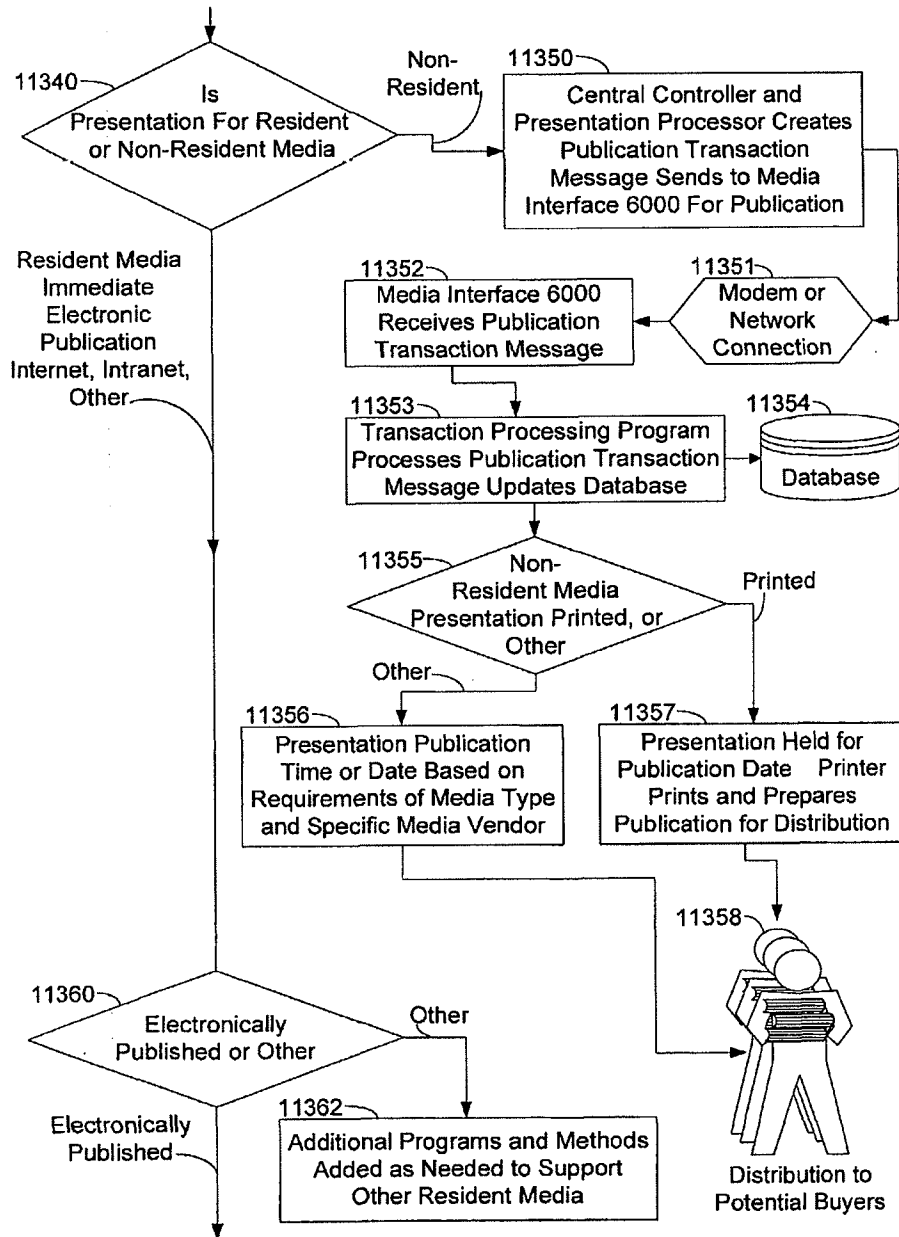 11340
Is
Presentation For Resident
or Non-Resident Media
Non-
Resident
11350
Central Controller and
Presentation Processor Creates
Publication Transaction
Message Sends to Media
Interface 6000 For Publication
Resident Media
Immediate
Electronic
Publication
Internet, Intranet,
Other
11351
Modem or
Network
Connection
11352
Media Interface 6000
Receives Publication
Transaction Message
11353
Transaction Processing Program
Processes Publication Transaction
Message Updates Database
11354
Database
11355
Non-
Resident Media
Presentation Printed, or
Other
Printed
Other
11356
Presentation Publication
Time or Date Based on
Requirements of Media Type
and Specific Media Vendor
11357
Presentation Held for
Publication Date Printer
Prints and Prepares
Publication for Distribution
11358
Distribution to
Potential Buyers
11360
Electronically
Published or Other
Other
Electronically
Published
11362
Additional Programs and Methods
Added as Needed to Support
Other Resident Media